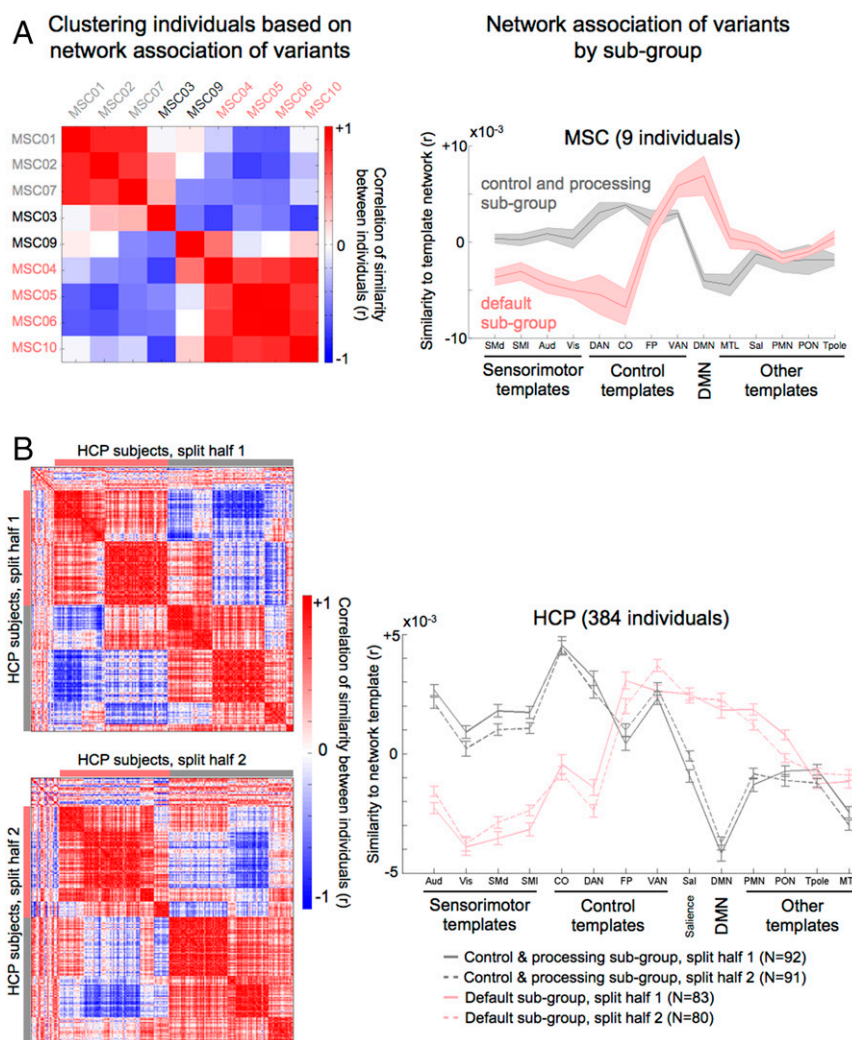 A
Clustering individuals based on
network association of variants
MSC01
MSC02
MSC07
MSC03
MSC09
MSC04
MSC05
MSC06
MSC10
MSC01
MSC02
MSC07
MSC03
MSC09
MSC04
MSC05
MSC06
MSC10
+1
0
-1
Correlation of similarity
between individuals (r)
Network association of variants
by sub-group
MSC (9 individuals)
+10
x10-3
0
-10
Similarity to template network (r)
control and processing
sub-group
default
sub-group
SMd SMl Aud Vis DAN CO FP VAN DMN MTL Sal PMN PON Tpole
Sensorimotor
templates
Control
templates
DMN
Other
templates
B
HCP subjects, split half 1
HCP subjects, split half 1
HCP subjects, split half 2
HCP subjects, split half 2
+1
0
-1
Correlation of similarity between individuals (r)
HCP (384 individuals)
+5
x10-3
0
-5
Similarity to network template (r)
Aud Vis SMd SMl CO DAN FP VAN Sal DMN PMN PON Tpole MT
Sensorimotor
templates
Control
templates
Salience
DMN
Other
templates
Control & processing sub-group, split half 1 (N=92)
Control & processing sub-group, split half 2 (N=91)
Default sub-group, split half 1 (N=83)
Default sub-group, split half 2 (N=80)